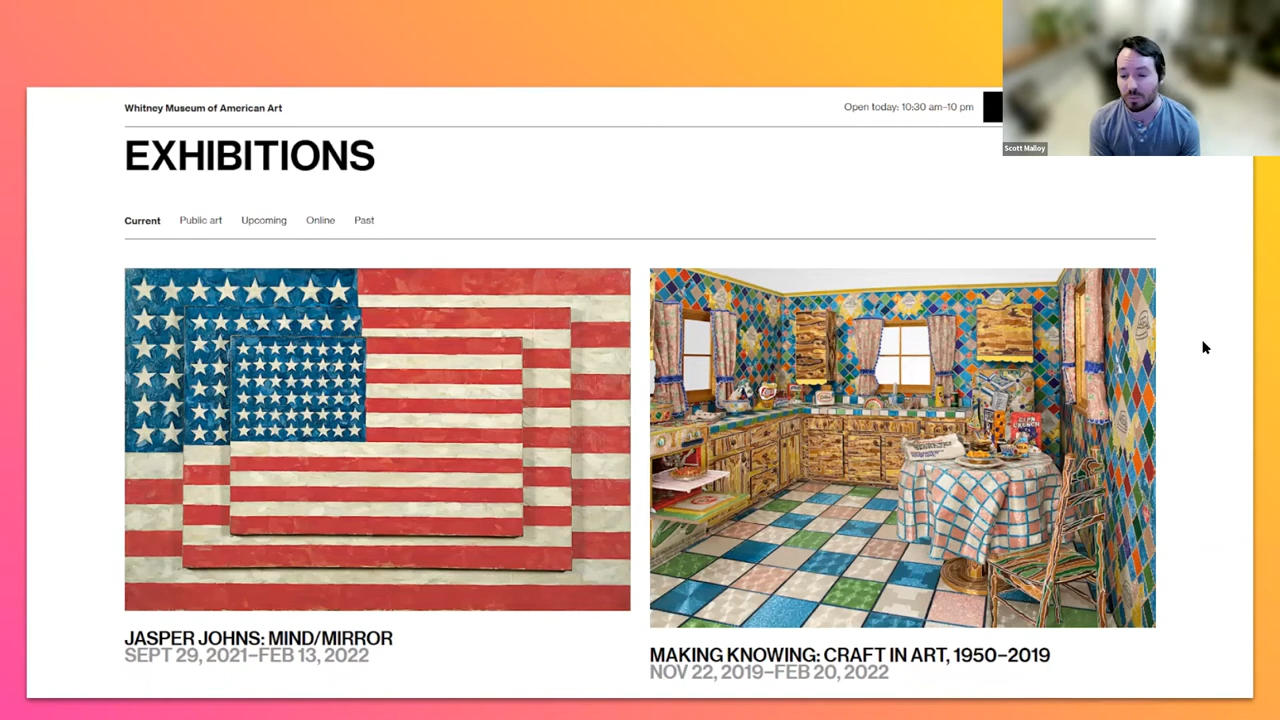 Whitney Museum of American Art
Open today: 10:30 am–10 pm
Scott Malloy
EXHIBITIONS
Current
Public art
Upcoming
Online
Past
JASPER JOHNS: MIND/MIRROR
SEPT 29, 2021–FEB 13, 2022
MAKING KNOWING: CRAFT IN ART, 1950–2019
NOV 22, 2019–FEB 20, 2022